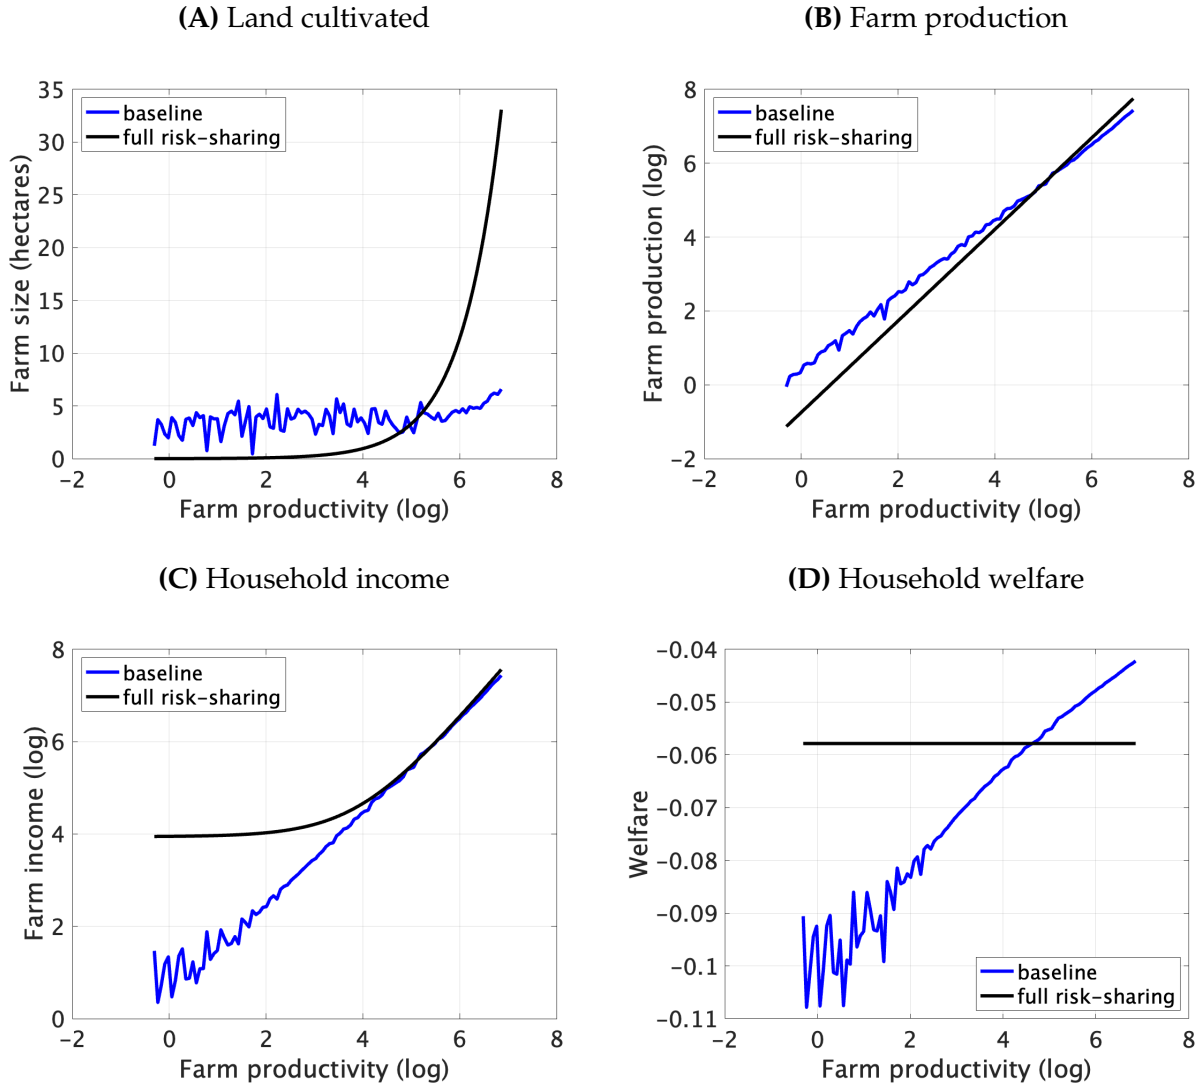 (A) Land cultivated
35
30
25
20
15
10
5
0
−2
0
2
4
6
8
Farm size (hectares)
Farm productivity (log)
baseline
full risk−sharing
(B) Farm production
8
6
4
2
0
−2
−2
0
2
4
6
8
Farm production (log)
Farm productivity (log)
baseline
full risk−sharing
(C) Household income
8
6
4
2
0
−2
0
2
4
6
8
Farm income (log)
Farm productivity (log)
baseline
full risk−sharing
(D) Household welfare
−0.04
−0.05
−0.06
−0.07
−0.08
−0.09
−0.1
−0.11
−2
0
2
4
6
8
Welfare
Farm productivity (log)
baseline
full risk−sharing